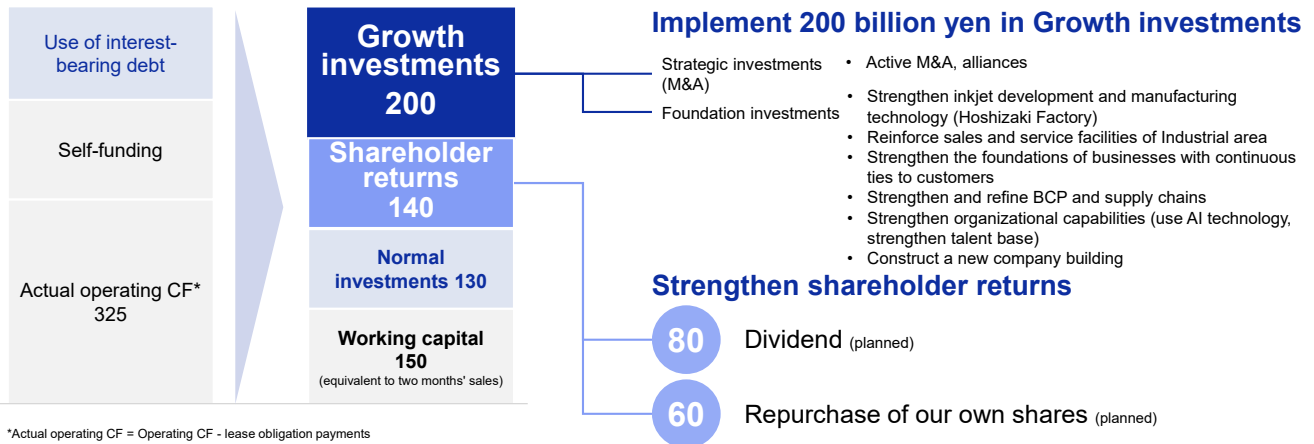 Use of interest-
bearing debt
Self-funding
Actual operating CF*
325
*Actual operating CF = Operating CF - lease obligation payments
Growth
investments
200
Shareholder
returns
140
Normal
investments 130
Working capital
150
(equivalent to two months' sales)
Implement 200 billion yen in Growth investments
Strategic investments
(M&A)
• Active M&A, alliances
Foundation investments
• Strengthen inkjet development and manufacturing
technology (Hoshizaki Factory)
• Reinforce sales and service facilities of Industrial area
• Strengthen the foundations of businesses with continuous
ties to customers
• Strengthen and refine BCP and supply chains
• Strengthen organizational capabilities (use AI technology,
strengthen talent base)
• Construct a new company building
Strengthen shareholder returns
80 Dividend (planned)
60 Repurchase of our own shares (planned)